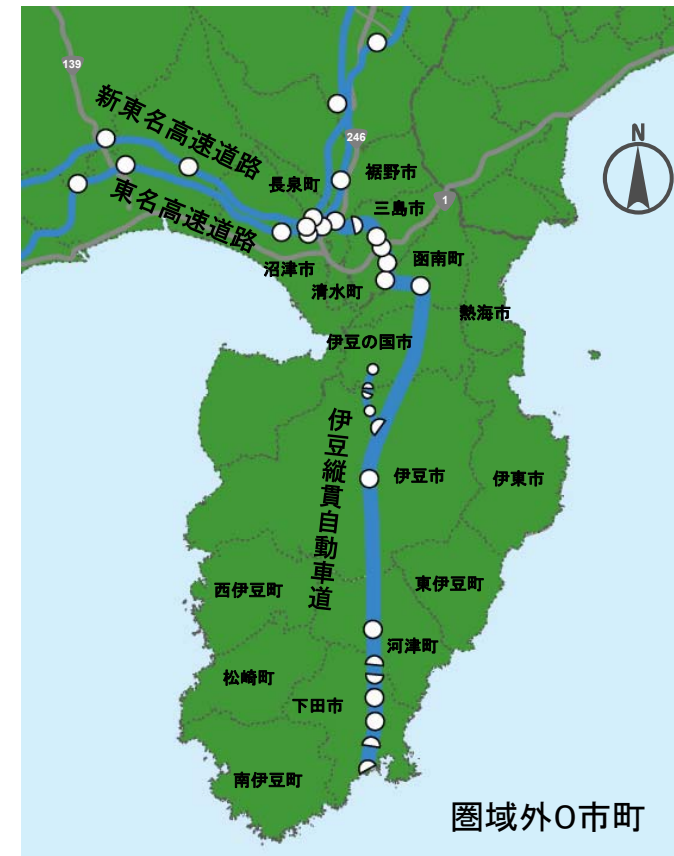 139
新東名高速道路
246
長泉町
裾野市
N
東名高速道路
三島市
1
沼津市
函南町
清水町
熱海市
伊豆の国市
伊豆縦貫自動車道
伊豆市
伊東市
西伊豆町
東伊豆町
河津町
松崎町
下田市
南伊豆町
圏域外0市町